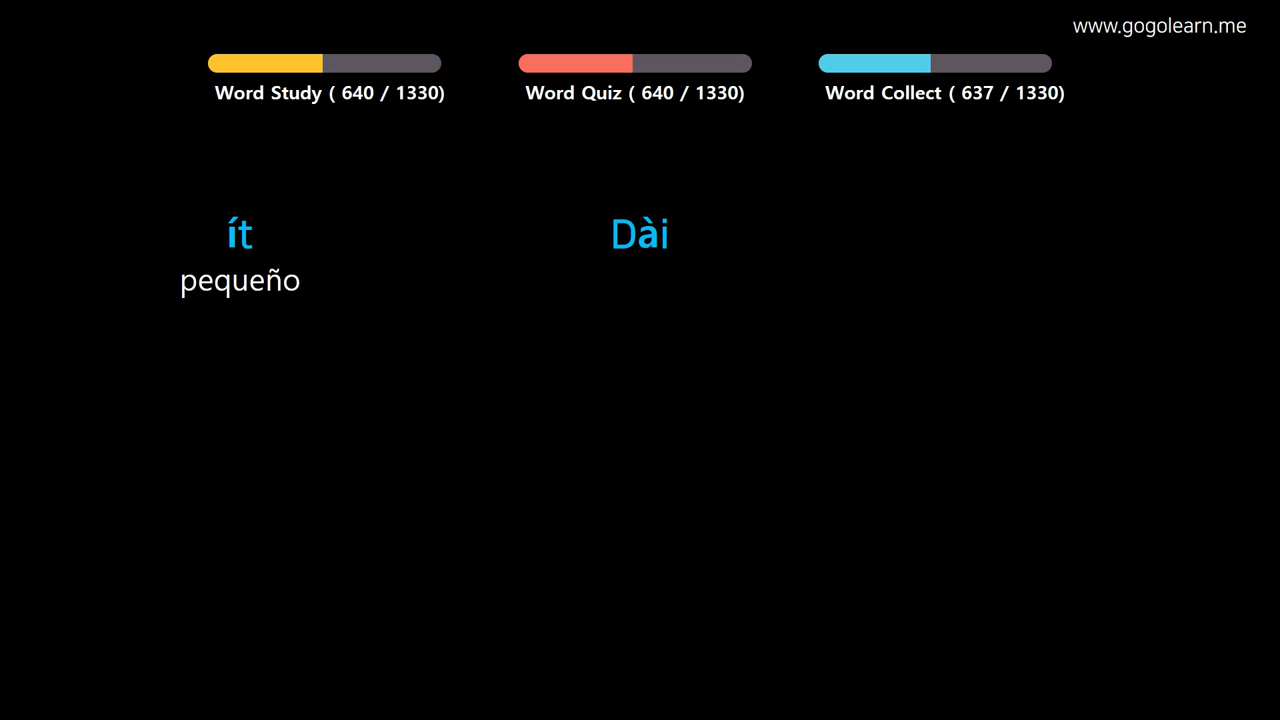 www.gogolearn.me
Word Study ( 640 / 1330)
Word Quiz ( 640 / 1330)
Word Collect ( 637 / 1330)
ít
pequeño
Dài